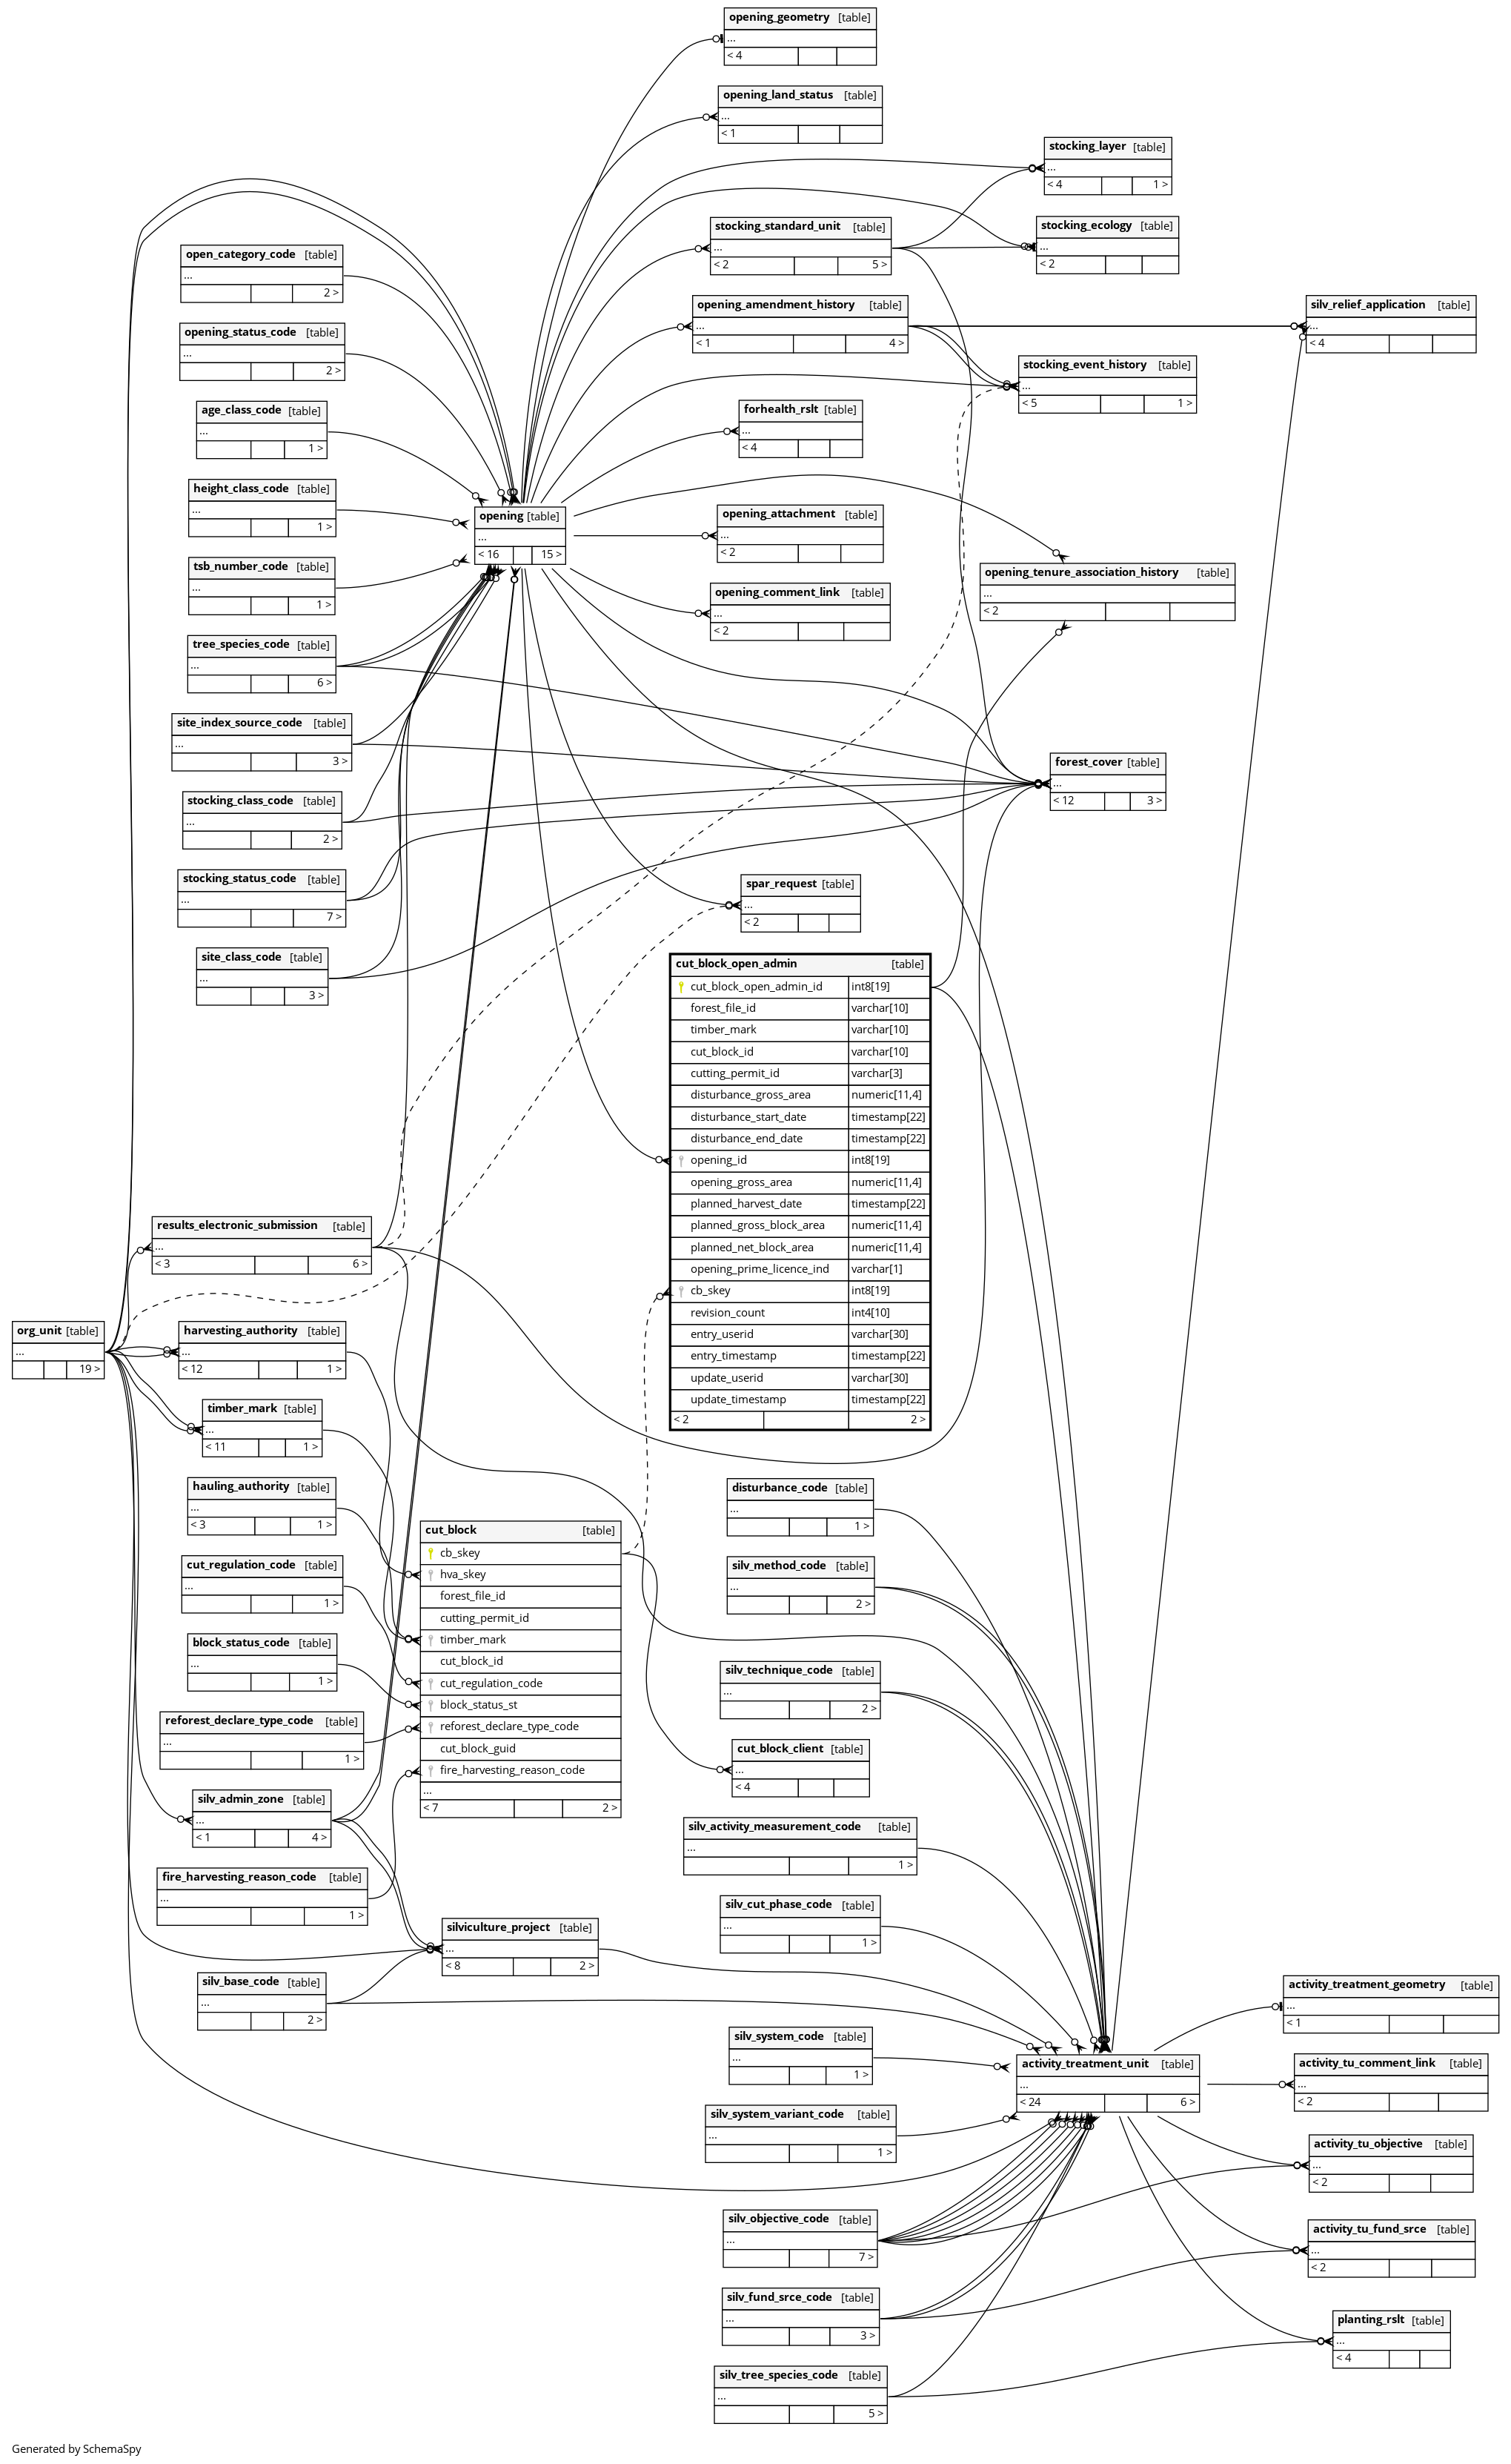 opening_geometry [table]
...
< 4
opening_land_status [table]
...
< 1
stocking_layer [table]
...
< 4 1 >
stocking_standard_unit [table]
...
< 2 5 >
stocking_ecology [table]
...
< 2
open_category_code [table]
...
2 >
opening_amendment_history [table]
...
< 1 4 >
silv_relief_application [table]
...
< 4
opening_status_code [table]
...
2 >
stocking_event_history [table]
...
< 5 1 >
age_class_code [table]
...
1 >
forhealth_rslt [table]
...
< 4
height_class_code [table]
...
1 >
opening [table]
...
< 16 15 >
opening_attachment [table]
...
< 2
tsb_number_code [table]
...
1 >
opening_tenure_association_history [table]
...
< 2
opening_comment_link [table]
...
< 2
tree_species_code [table]
...
6 >
site_index_source_code [table]
...
3 >
forest_cover [table]
...
< 12 3 >
stocking_class_code [table]
...
2 >
stocking_status_code [table]
...
7 >
spar_request [table]
...
< 2
site_class_code [table]
...
3 >
cut_block_open_admin [table]
cut_block_open_admin_id int8[19]
forest_file_id varchar[10]
timber_mark varchar[10]
cut_block_id varchar[10]
cutting_permit_id varchar[3]
disturbance_gross_area numeric[11,4]
disturbance_start_date timestamp[22]
disturbance_end_date timestamp[22]
opening_id int8[19]
opening_gross_area numeric[11,4]
planned_harvest_date timestamp[22]
planned_gross_block_area numeric[11,4]
planned_net_block_area numeric[11,4]
opening_prime_licence_ind varchar[1]
cb_skey int8[19]
revision_count int4[10]
entry_userid varchar[30]
entry_timestamp timestamp[22]
update_userid varchar[30]
update_timestamp timestamp[22]
< 2 2 >
results_electronic_submission [table]
...
< 3 6 >
org_unit [table]
...
19 >
harvesting_authority [table]
...
< 12 1 >
timber_mark [table]
...
< 11 1 >
hauling_authority [table]
...
< 3 1 >
cut_regulation_code [table]
...
1 >
block_status_code [table]
...
1 >
reforest_declare_type_code [table]
...
1 >
silv_admin_zone [table]
...
< 1 4 >
fire_harvesting_reason_code [table]
...
1 >
cut_block [table]
cb_skey
hva_skey
forest_file_id
cutting_permit_id
timber_mark
cut_block_id
cut_regulation_code
block_status_st
reforest_declare_type_code
cut_block_guid
fire_harvesting_reason_code
...
< 7 2 >
disturbance_code [table]
...
1 >
silv_method_code [table]
...
2 >
silv_technique_code [table]
...
2 >
cut_block_client [table]
...
< 4
silv_activity_measurement_code [table]
...
1 >
silv_cut_phase_code [table]
...
1 >
silviculture_project [table]
...
< 8 2 >
silv_base_code [table]
...
2 >
activity_treatment_geometry [table]
...
< 1
silv_system_code [table]
...
1 >
activity_treatment_unit [table]
...
< 24 6 >
activity_tu_comment_link [table]
...
< 2
silv_system_variant_code [table]
...
1 >
activity_tu_objective [table]
...
< 2
silv_objective_code [table]
...
7 >
activity_tu_fund_srce [table]
...
< 2
silv_fund_srce_code [table]
...
3 >
planting_rslt [table]
...
< 4
silv_tree_species_code [table]
...
5 >
Generated by SchemaSpy